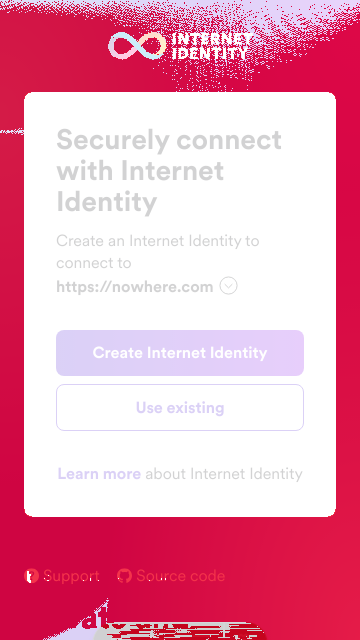 INTERNET
IDENTITY
Securely connect
with Internet
Identity
Create an Internet Identity to
connect to
https://nowhere.com
Create Internet Identity
Use existing
Learn more about Internet Identity
Support
Source code